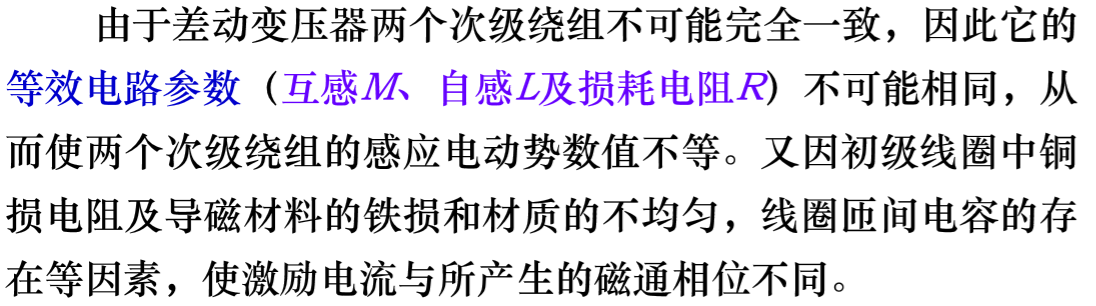 由于差动变压器两个次级绕组不可能完全一致，因此它的
等效电路参数（互感M、自感L及损耗电阻R）不可能相同，从
而使两个次级绕组的感应电动势数值不等。又因初级线圈中铜
损电阻及导磁材料的铁损和材质的不均匀，线圈匝间电容的存
在等因素，使激励电流与所产生的磁通相位不同。